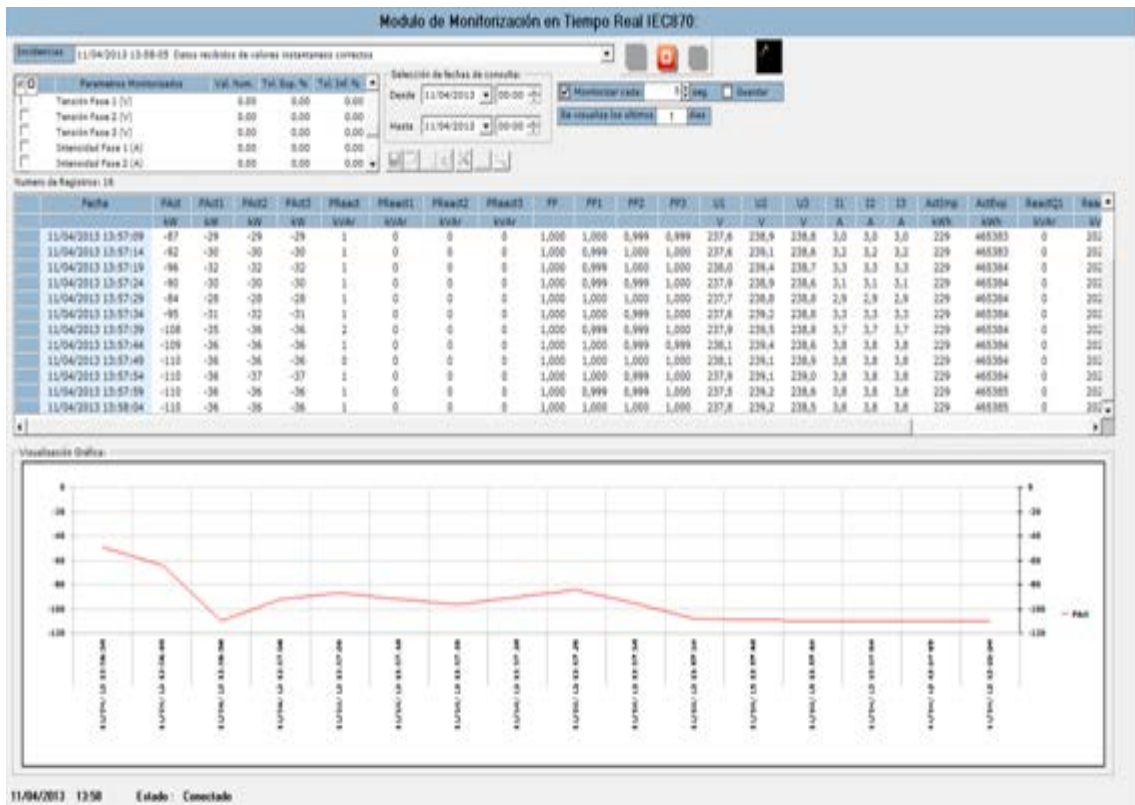 Modulo de Monitorización en Tiempo Real IEC870:
Incidencias 11/04/2013 13:58:05 Datos recibidos de valores instantaneos correctos
Parametros Monitorizados Val. Nom. Tol. Sup. % Tol. Inf. %
Tensión Fase 1 (V) 0.00 0.00 0.00
Tensión Fase 2 (V) 0.00 0.00 0.00
Tensión Fase 3 (V) 0.00 0.00 0.00
Intensidad Fase 1 (A) 0.00 0.00 0.00
Intensidad Fase 2 (A) 0.00 0.00 0.00
Selección de fechas de consulta:
Desde 11/04/2013 00:00
Hasta 11/04/2013 00:00
Monitorizar cada: 5 seg. Guardar
Se visualiza los ultimos 1 dias
Numero de Registros: 16
Fecha PAct PAct1 PAct2 PAct3 PReact PReact1 PReact2 PReact3 FP FP1 FP2 FP3 U1 U2 U3 I1 I2 I3 ActImp ActExp ReactQ1
kW kW kW kW kVAr kVAr kVAr kVAr V V V A A A kWh kWh kVAr
11/04/2013 13:57:09 -87 -29 -29 -29 1 0 0 0 1,000 1,000 0,999 0,999 237,6 238,9 238,8 3,0 3,0 3,0 229 465383 0 202
11/04/2013 13:57:14 -92 -30 -30 -30 1 0 0 0 1,000 0,999 1,000 1,000 237,6 239,1 238,6 3,2 3,2 3,2 229 465383 0 202
11/04/2013 13:57:19 -96 -32 -32 -32 1 0 0 0 1,000 0,999 1,000 1,000 238,0 239,4 238,7 3,3 3,3 3,3 229 465384 0 202
11/04/2013 13:57:24 -90 -30 -30 -30 1 0 0 0 1,000 0,999 0,999 1,000 237,9 238,9 238,6 3,1 3,1 3,1 229 465384 0 202
11/04/2013 13:57:29 -84 -28 -28 -28 1 0 0 0 1,000 1,000 1,000 1,000 237,7 238,8 238,8 2,9 2,9 2,9 229 465384 0 202
11/04/2013 13:57:34 -95 -31 -32 -31 1 0 0 0 1,000 1,000 0,999 1,000 237,6 239,2 238,8 3,3 3,3 3,3 229 465384 0 202
11/04/2013 13:57:39 -108 -35 -36 -36 2 0 0 0 1,000 0,999 0,999 1,000 237,9 239,5 238,8 3,7 3,7 3,7 229 465384 0 202
11/04/2013 13:57:44 -109 -36 -36 -36 1 0 0 0 1,000 1,000 0,999 1,000 238,1 239,4 238,6 3,8 3,8 3,8 229 465384 0 202
11/04/2013 13:57:49 -110 -36 -36 -36 0 0 0 0 1,000 1,000 1,000 1,000 238,1 239,1 238,9 3,8 3,8 3,8 229 465384 0 202
11/04/2013 13:57:54 -110 -36 -37 -37 1 0 0 0 1,000 1,000 0,999 1,000 237,9 239,1 239,0 3,8 3,8 3,8 229 465384 0 202
11/04/2013 13:57:59 -110 -36 -36 -36 1 0 0 0 1,000 0,999 0,999 1,000 237,5 239,2 238,8 3,8 3,8 3,8 229 465385 0 202
11/04/2013 13:58:04 -110 -36 -36 -36 1 0 0 0 1,000 1,000 1,000 1,000 237,8 239,2 238,5 3,8 3,8 3,8 229 465385 0 202
Visualización Gráfica:
0 0
-20 -20
-40 -40
-60 -60
-80 -80
-100 -100
PAct
-120 -120
11/04/2013 13:58 Estado : Conectado